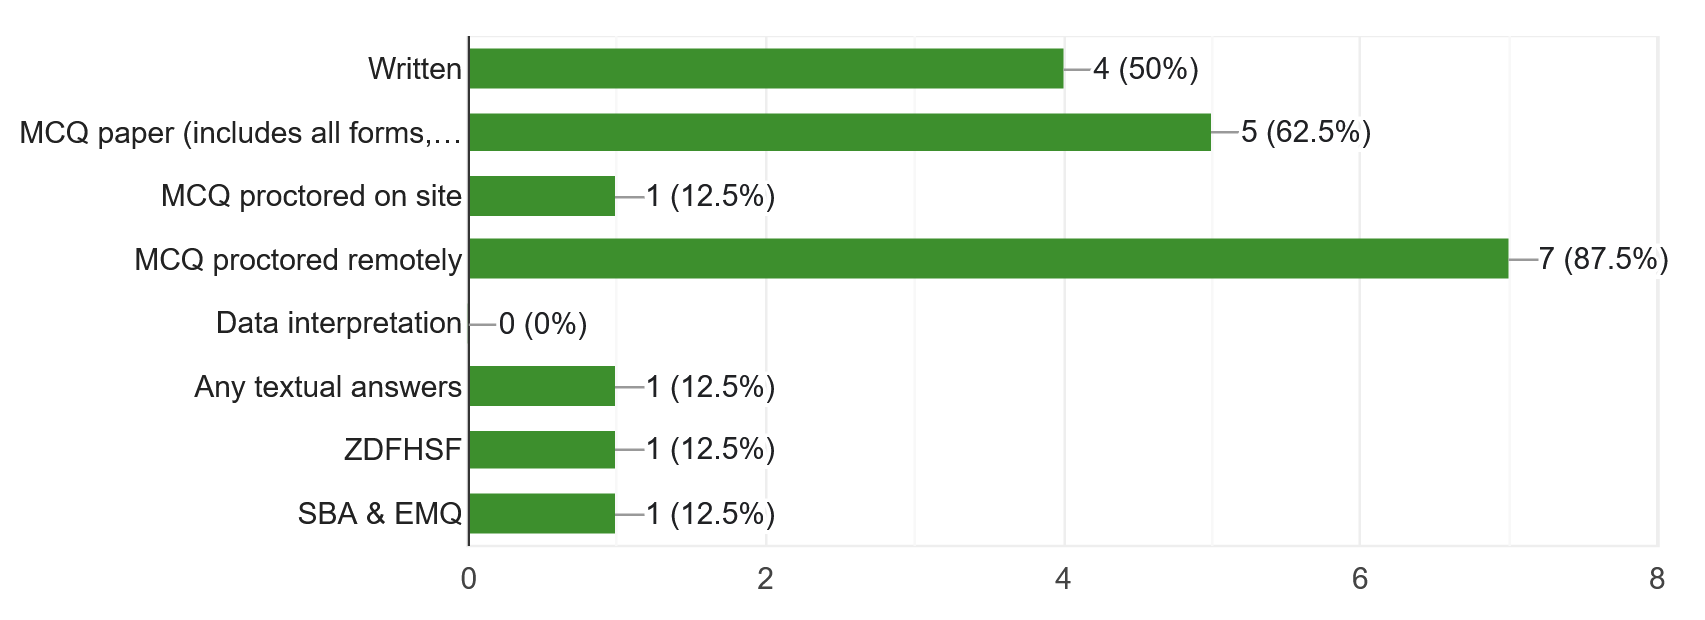 Written 4 (50%)
MCQ paper (includes all forms,… 5 (62.5%)
MCQ proctored on site 1 (12.5%)
MCQ proctored remotely 7 (87.5%)
Data interpretation 0 (0%)
Any textual answers 1 (12.5%)
ZDFHSF 1 (12.5%)
SBA & EMQ 1 (12.5%)
0 2 4 6 8